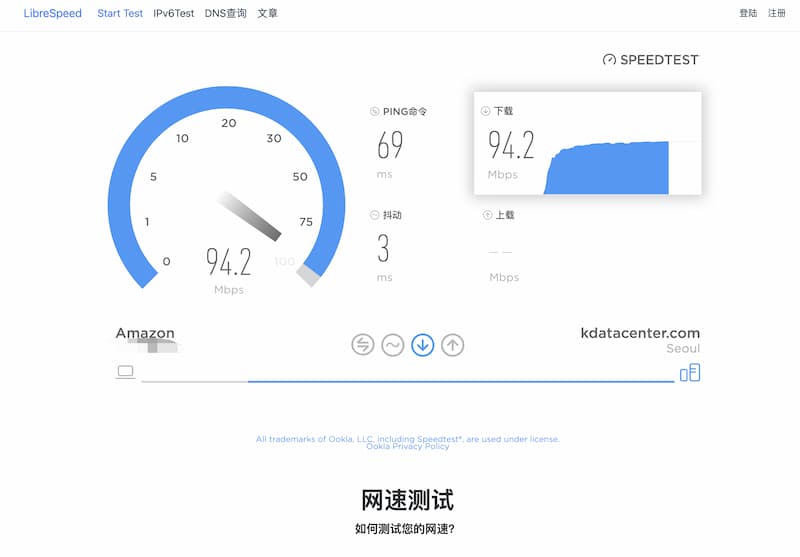 LibreSpeed Start Test IPv6Test DNS查询 文章 登陆 注册
SPEEDTEST
PING命令
69
ms
下载
94.2
Mbps
抖动
3
ms
上载
— —
Mbps
0
1
5
10
20
30
50
75
100
94.2
Mbps
Amazon
kdatacenter.com
Seoul
All trademarks of Ookla, LLC, including Speedtest®, are used under license.
Ookla Privacy Policy
网速测试
如何测试您的网速?